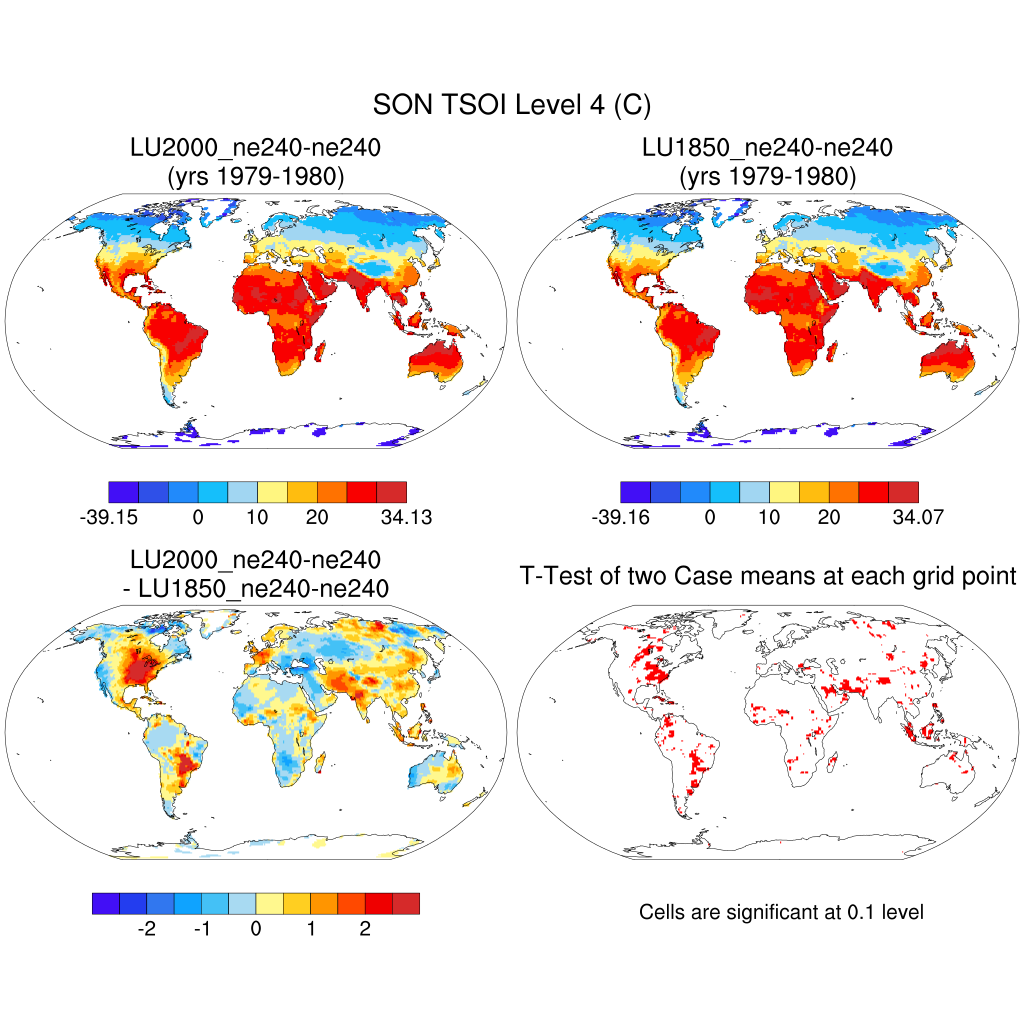 SON TSOI Level 4 (C)
LU2000_ne240-ne240
(yrs 1979-1980)
LU1850_ne240-ne240
(yrs 1979-1980)
-39.15 0 10 20 34.13
-39.16 0 10 20 34.07
LU2000_ne240-ne240
- LU1850_ne240-ne240
T-Test of two Case means at each grid point
-2 -1 0 1 2
Cells are significant at 0.1 level